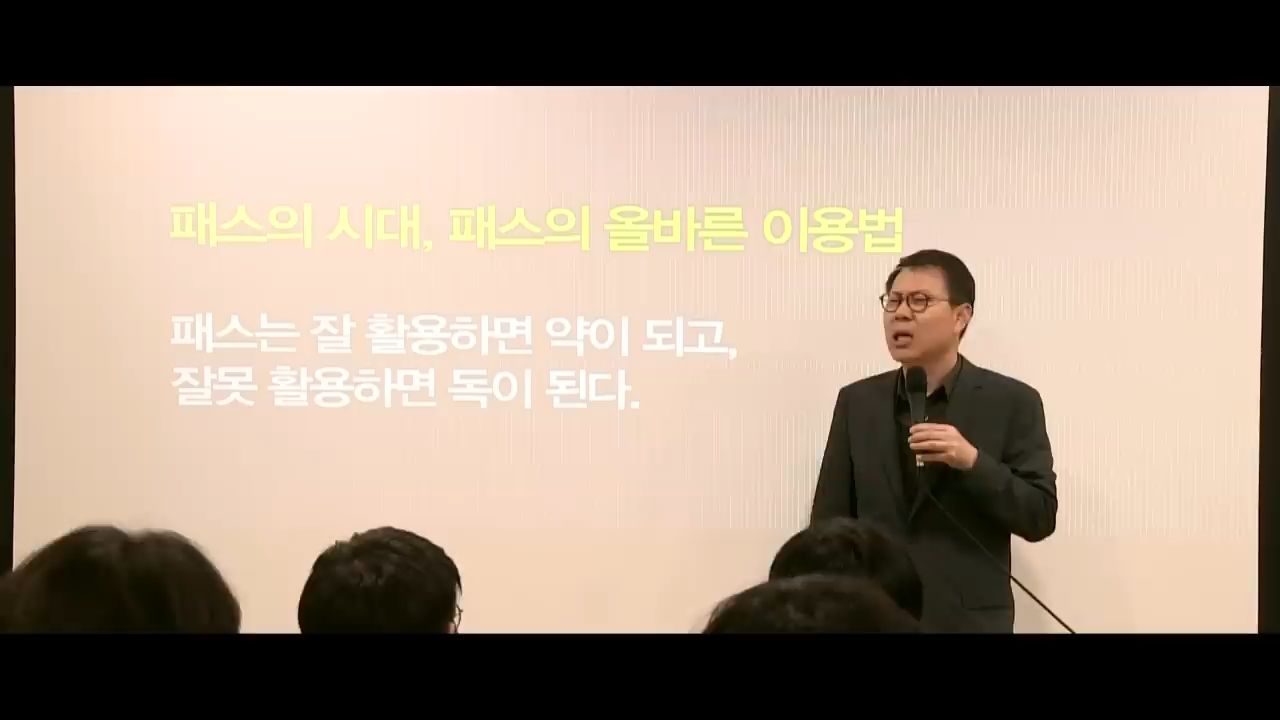 패스의 시대, 패스의 올바른 이용법
패스는 잘 활용하면 약이 되고,
잘못 활용하면 독이 된다.